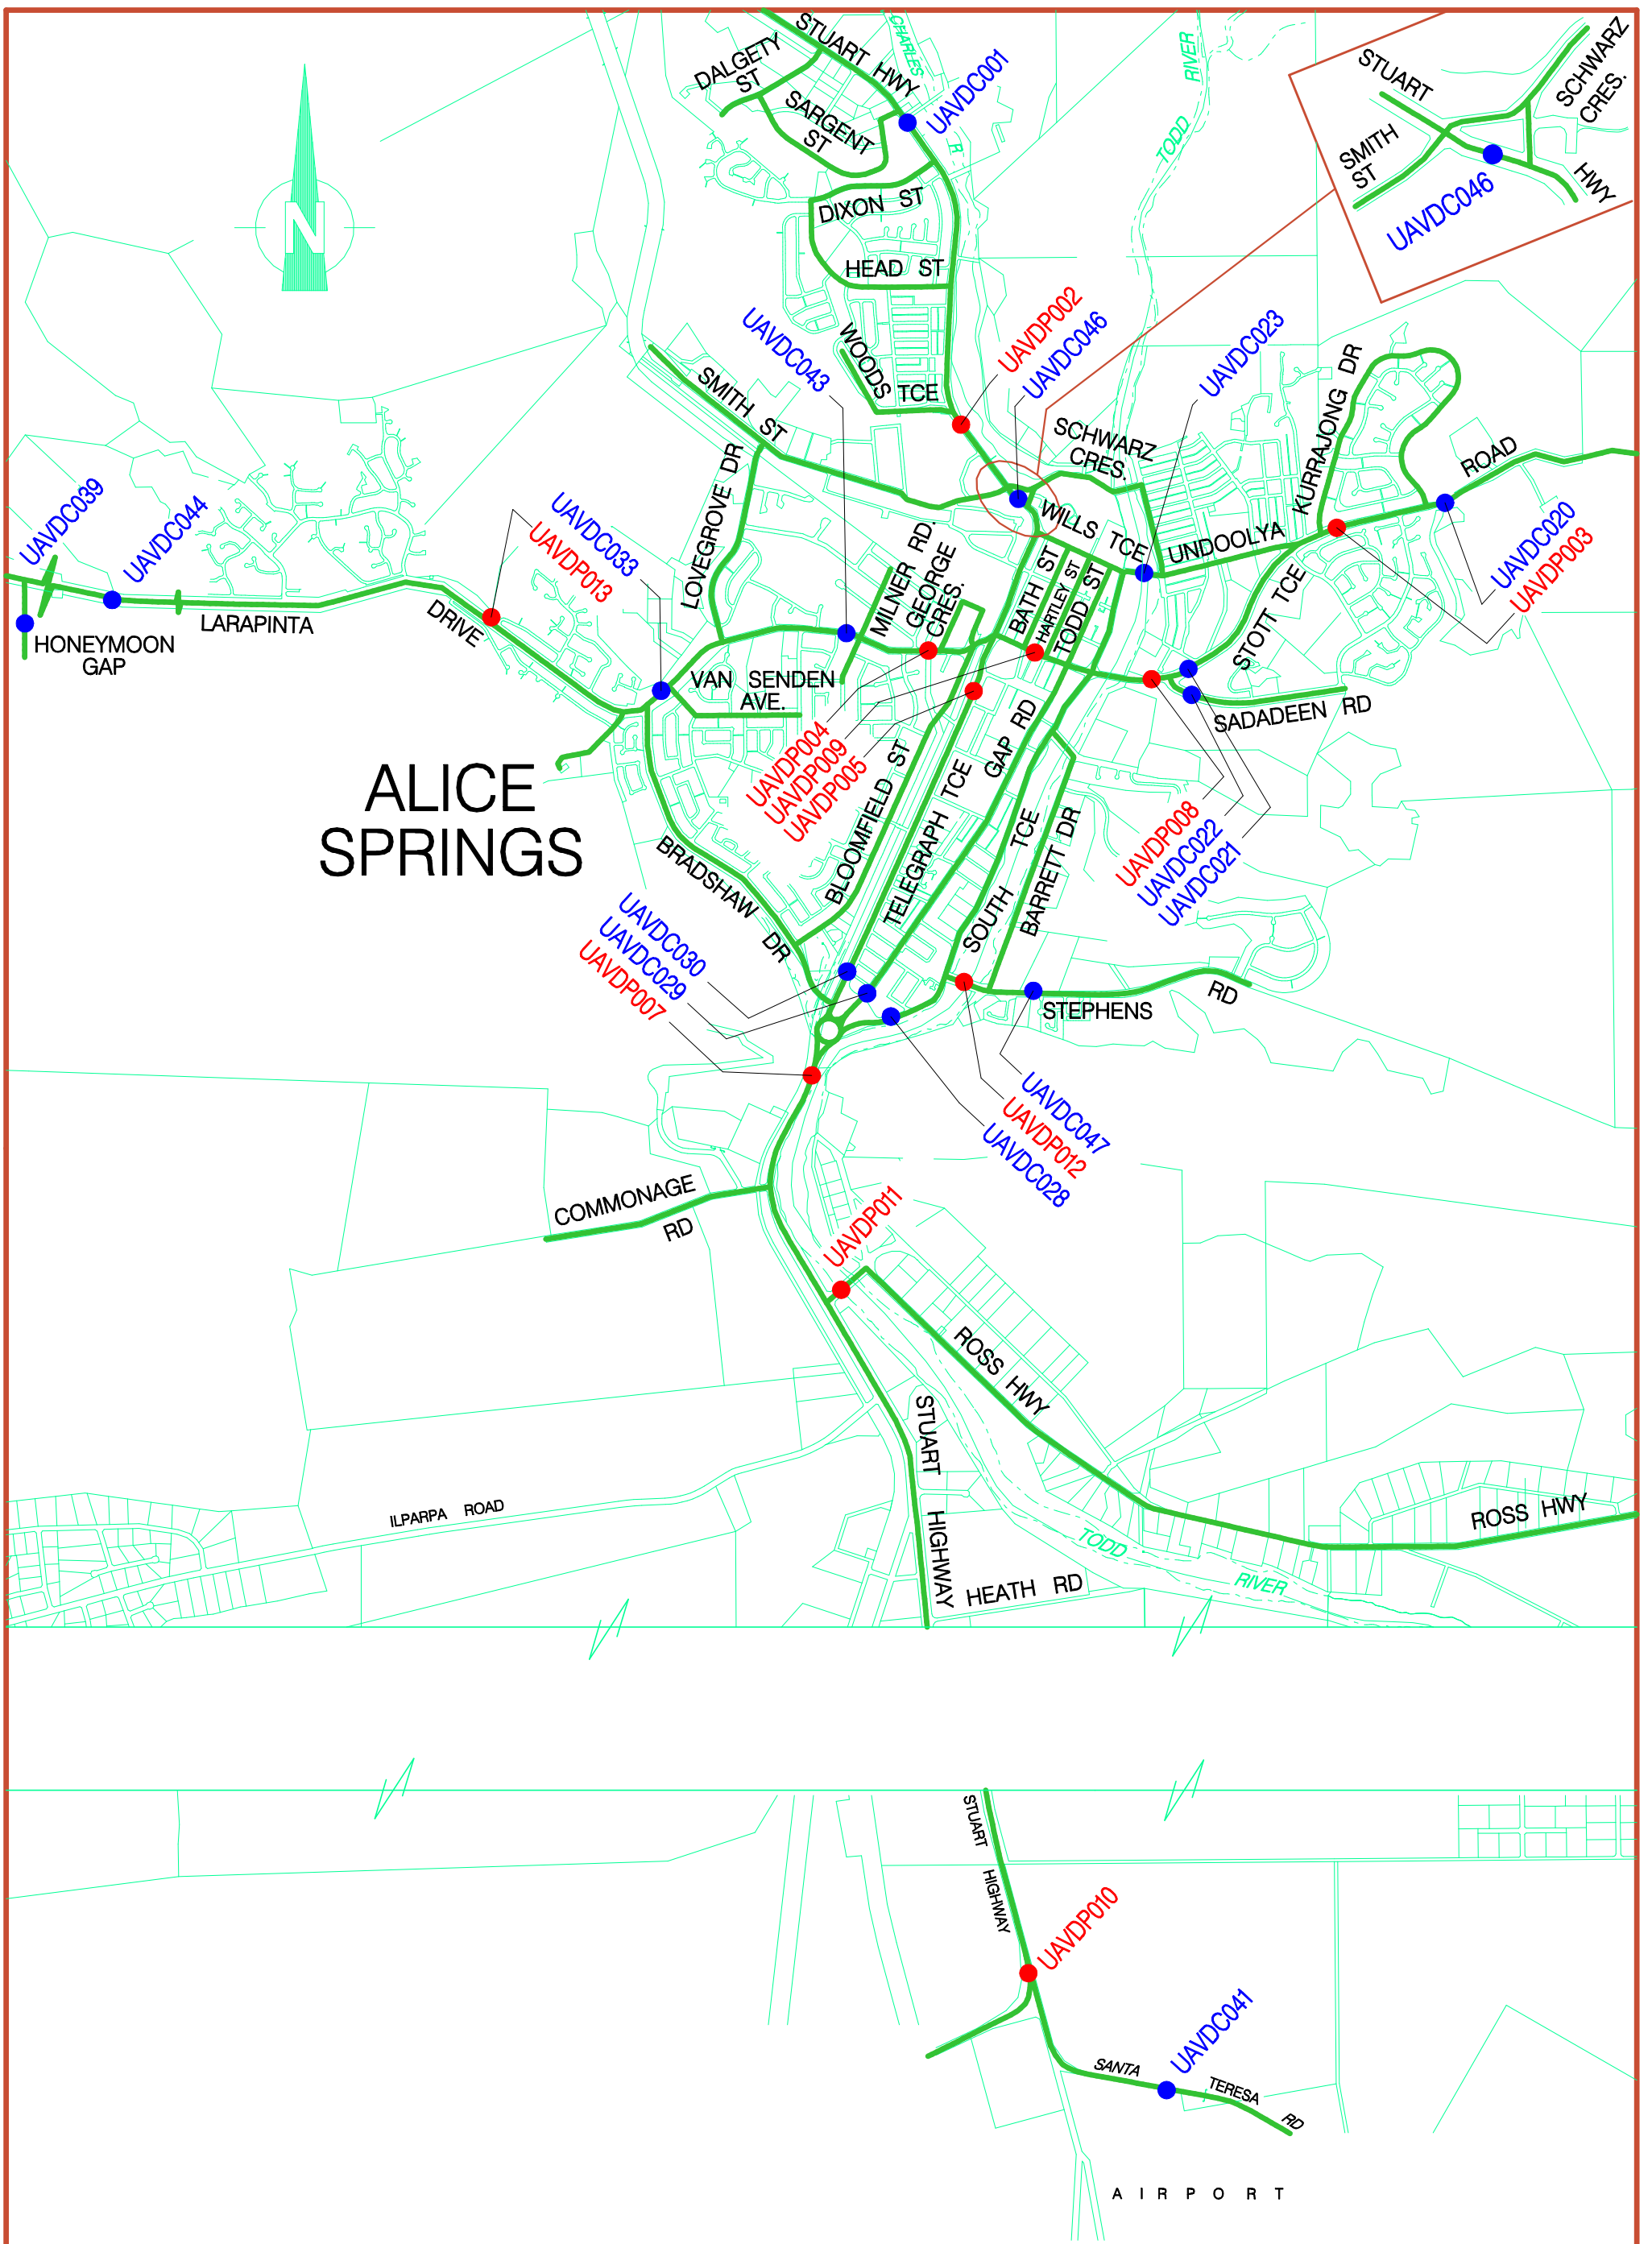 STUART HWY
CHARLES
R
DALGETY
ST
SARGENT
ST
UAVDC001
TODD
RIVER
STUART
HWY
SCHWARZ
CRES.
SMITH
ST
UAVDC046
N
DIXON ST
HEAD ST
WOODS
TCE
UAVDP002
UAVDC046
UAVDC043
UAVDC023
SMITH ST
SCHWARZ
CRES.
KURRAJONG DR
ROAD
LOVEGROVE DR
WILLS TCE
UNDOOLYA
UAVDC020
UAVDP003
UAVDC039
UAVDC044
UAVDC033
UAVDP013
MILNER RD.
GEORGE
CRES.
BATH ST
HARTLEY ST
TODD ST
STOTT TCE
LARAPINTA
DRIVE
HONEYMOON
GAP
VAN SENDEN
AVE.
SADADEEN RD
ALICE
SPRINGS
UAVDP004
UAVDP009
UAVDP005
GAP RD
BLOOMFIELD ST
TELEGRAPH TCE
SOUTH TCE
BARRETT DR
UAVDP008
UAVDC022
UAVDC021
BRADSHAW
DR
UAVDC030
UAVDC029
UAVDP007
STEPHENS
RD
UAVDC047
UAVDP012
UAVDC028
COMMONAGE
RD
UAVDP011
ROSS HWY
STUART HIGHWAY
ILPARPA ROAD
ROSS HWY
TODD
RIVER
HEATH RD
STUART
HIGHWAY
UAVDP010
UAVDC041
SANTA
TERESA
RD
AIRPORT